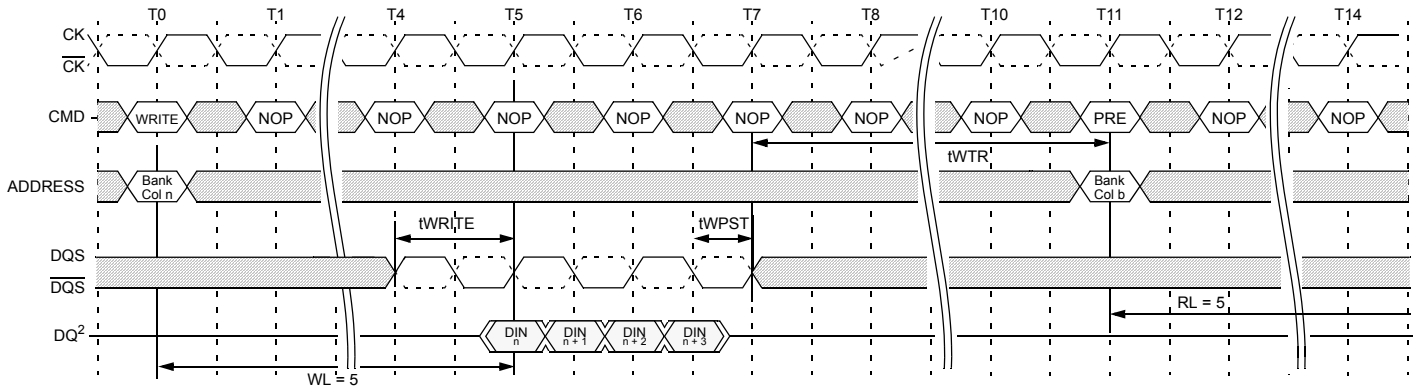 T0 T1 T4 T5 T6 T7 T8 T10 T11 T12 T14
CK
CK
CMD
WRITE NOP NOP NOP NOP NOP NOP NOP PRE NOP NOP
tWTR
ADDRESS
Bank
Col n
Bank
Col b
tWRITE
tWPST
DQS
DQS
RL = 5
DQ²
DIN
n
DIN
n + 1
DIN
n + 2
DIN
n + 3
WL = 5